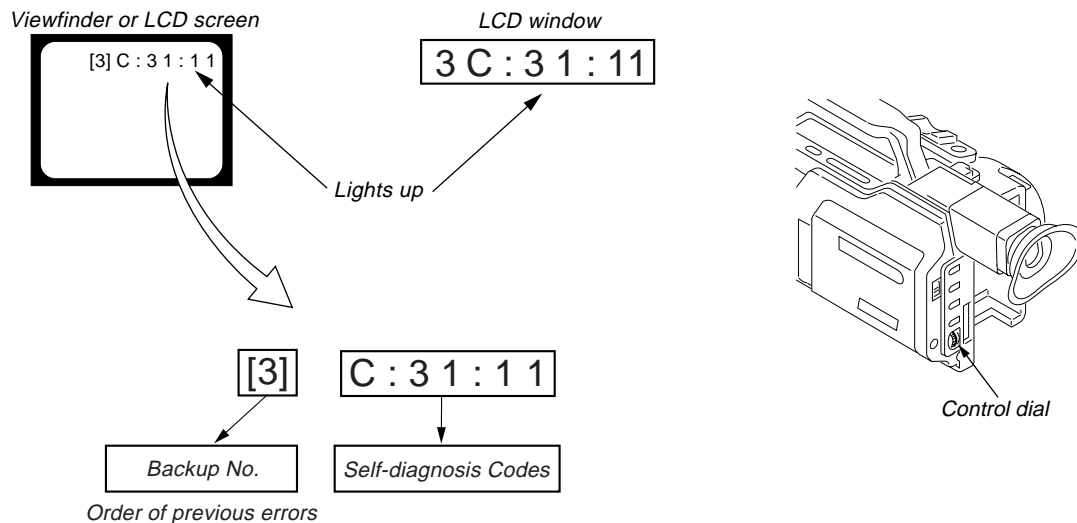 Viewfinder or LCD screen
[3] C : 3 1 : 1 1
LCD window
3 C : 3 1 : 11
Lights up
[3]
C : 3 1 : 1 1
Backup No.
Self-diagnosis Codes
Order of previous errors
Control dial